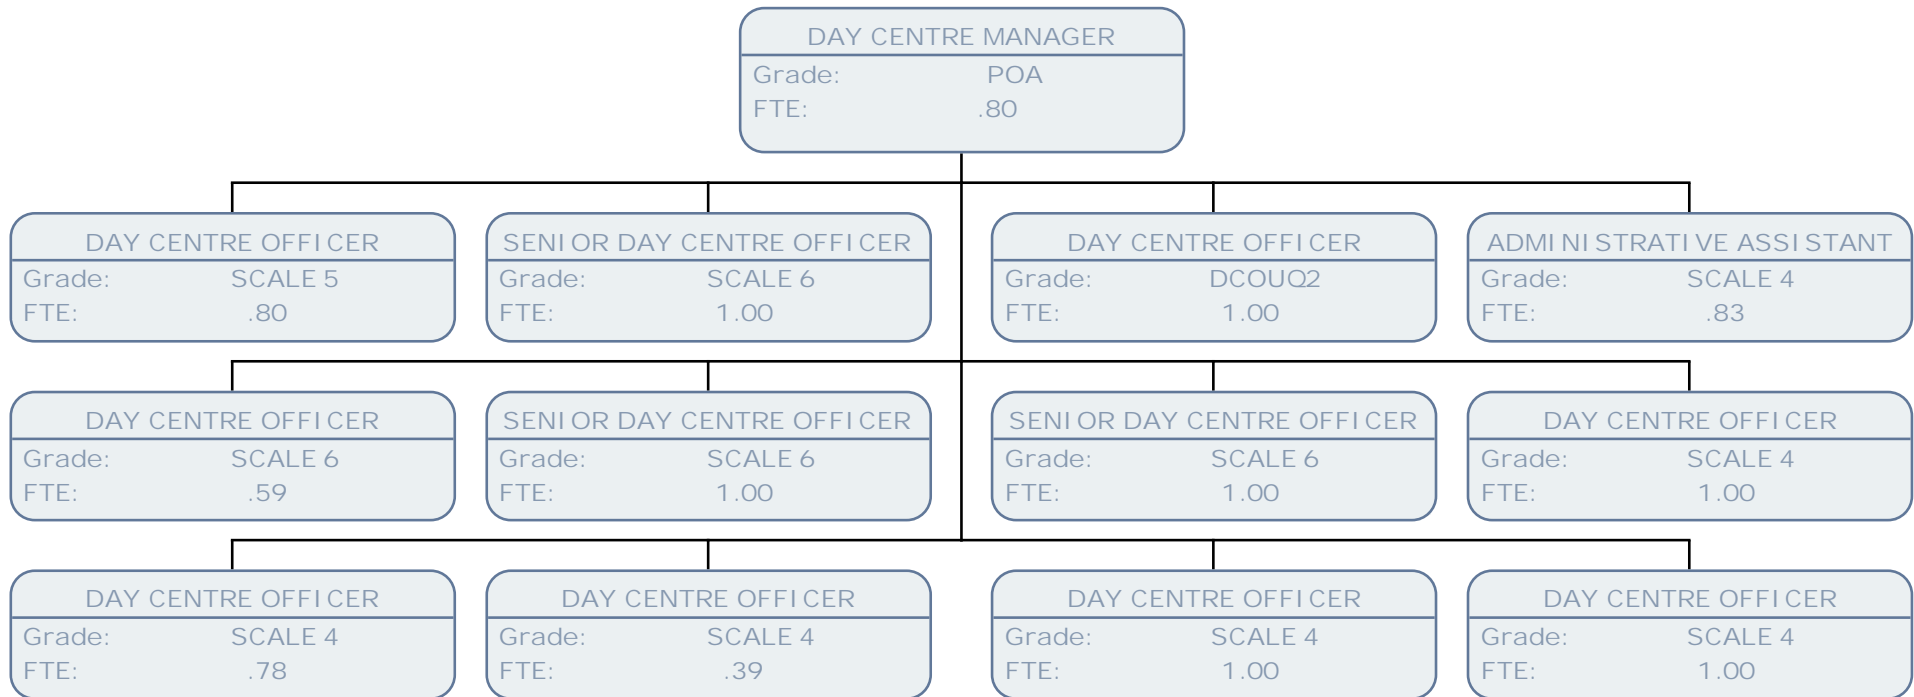 DAY CENTRE MANAGER
Grade: POA
FTE: .80
DAY CENTRE OFFICER
Grade: SCALE 5
FTE: .80
SENIOR DAY CENTRE OFFICER
Grade: SCALE 6
FTE: 1.00
DAY CENTRE OFFICER
Grade: DCOUQ2
FTE: 1.00
ADMINISTRATIVE ASSISTANT
Grade: SCALE 4
FTE: .83
DAY CENTRE OFFICER
Grade: SCALE 6
FTE: .59
SENIOR DAY CENTRE OFFICER
Grade: SCALE 6
FTE: 1.00
SENIOR DAY CENTRE OFFICER
Grade: SCALE 6
FTE: 1.00
DAY CENTRE OFFICER
Grade: SCALE 4
FTE: 1.00
DAY CENTRE OFFICER
Grade: SCALE 4
FTE: .78
DAY CENTRE OFFICER
Grade: SCALE 4
FTE: .39
DAY CENTRE OFFICER
Grade: SCALE 4
FTE: 1.00
DAY CENTRE OFFICER
Grade: SCALE 4
FTE: 1.00